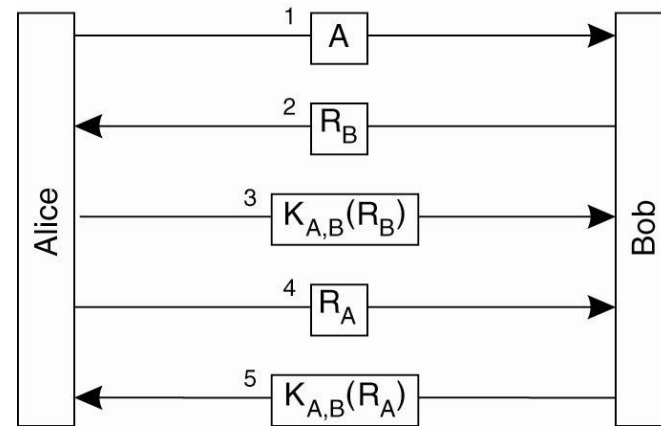 1 A
2 R_B
3 K_A,B(R_B)
4 R_A
5 K_A,B(R_A)
Alice
Bob